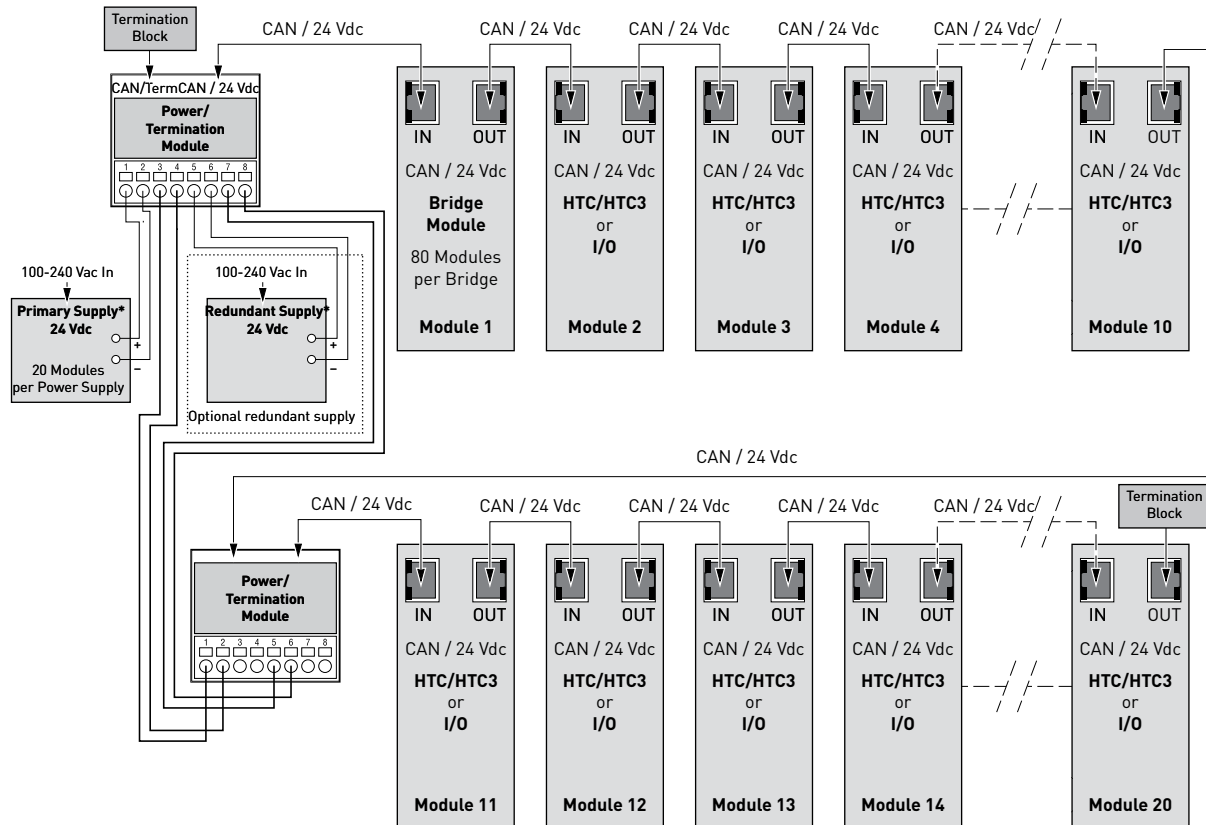 Termination
Block
CAN / 24 Vdc
CAN / 24 Vdc
CAN / 24 Vdc
CAN / 24 Vdc
CAN / 24 Vdc
CAN/Term
CAN / 24 Vdc
Power/
Termination
Module
1 2 3 4 5 6 7 8
IN OUT
CAN / 24 Vdc
Bridge
Module
80 Modules
per Bridge
Module 1
IN OUT
CAN / 24 Vdc
HTC/HTC3
or
I/O
Module 2
IN OUT
CAN / 24 Vdc
HTC/HTC3
or
I/O
Module 3
IN OUT
CAN / 24 Vdc
HTC/HTC3
or
I/O
Module 4
IN OUT
CAN / 24 Vdc
HTC/HTC3
or
I/O
Module 10
100-240 Vac In
Primary Supply*
24 Vdc
+
–
20 Modules
per Power Supply
100-240 Vac In
Redundant Supply*
24 Vdc
+
–
Optional redundant supply
CAN / 24 Vdc
CAN / 24 Vdc
CAN / 24 Vdc
CAN / 24 Vdc
CAN / 24 Vdc
CAN / 24 Vdc
Termination
Block
Power/
Termination
Module
1 2 3 4 5 6 7 8
IN OUT
CAN / 24 Vdc
HTC/HTC3
or
I/O
Module 11
IN OUT
CAN / 24 Vdc
HTC/HTC3
or
I/O
Module 12
IN OUT
CAN / 24 Vdc
HTC/HTC3
or
I/O
Module 13
IN OUT
CAN / 24 Vdc
HTC/HTC3
or
I/O
Module 14
IN OUT
CAN / 24 Vdc
HTC/HTC3
or
I/O
Module 20